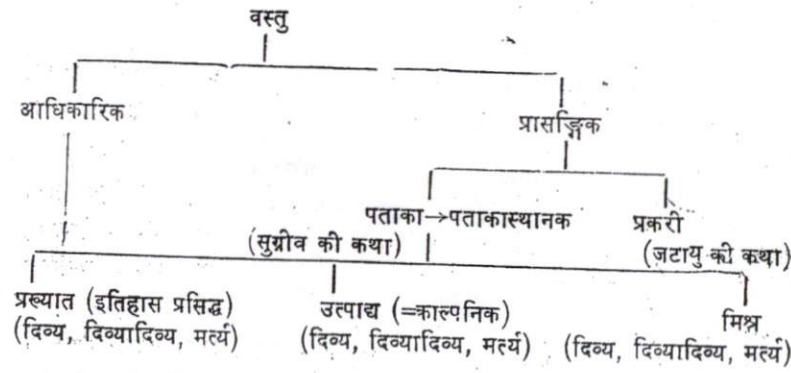 वस्तु
आधिकारिक
प्रासङ्गिक
पताका→पताकास्थानक
प्रकरी
(सुग्रीव की कथा)
(जटायु की कथा)
प्रख्यात (इतिहास प्रसिद्ध)
उत्पाद्य (=काल्पनिक)
मिश्र
(दिव्य, दिव्यादिव्य, मर्त्य)
(दिव्य, दिव्यादिव्य, मर्त्य)
(दिव्य, दिव्यादिव्य, मर्त्य)